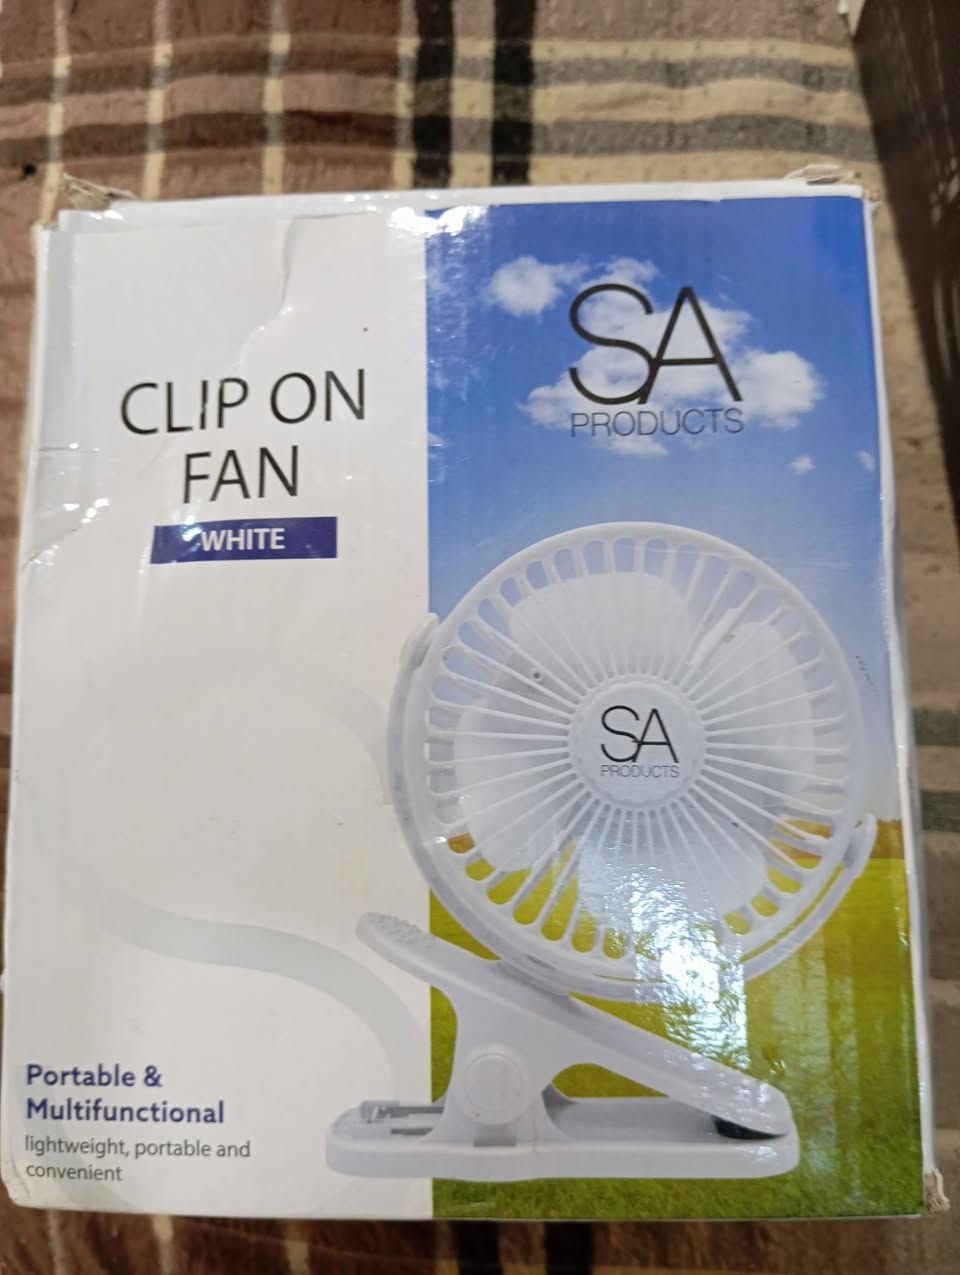 CLIP ON
FAN
WHITE
SA
PRODUCTS
SA
PRODUCTS
Portable &
Multifunctional
lightweight, portable and
convenient